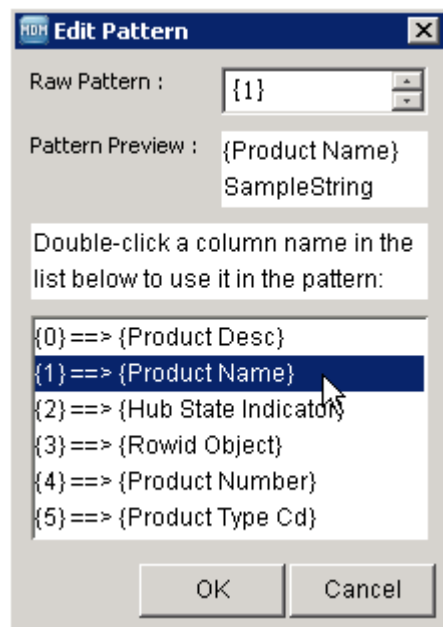 MDM Edit Pattern
Raw Pattern : {1}
Pattern Preview : {Product Name}
SampleString
Double-click a column name in the
list below to use it in the pattern:
{0}==>{Product Desc}
{1}==>{Product Name}
{2}==>{Hub State Indicator}
{3}==>{Rowid Object}
{4}==>{Product Number}
{5}==>{Product Type Cd}
OK Cancel